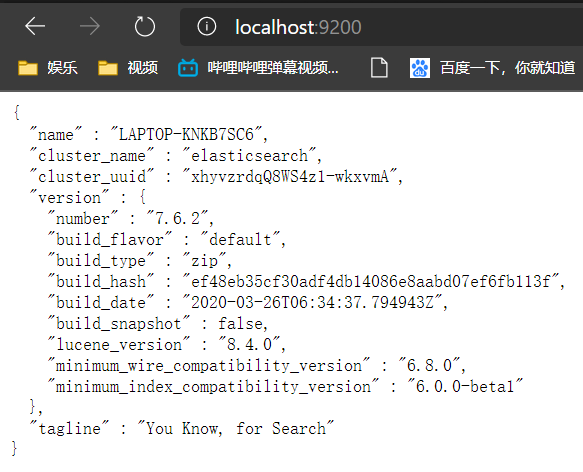 localhost:9200
娱乐 视频 哔哩哔哩弹幕视频... 百度一下，你就知道
{
  "name" : "LAPTOP-KNKB7SC6",
  "cluster_name" : "elasticsearch",
  "cluster_uuid" : "xhyvzrdqQ8WS4z1-wkxvmA",
  "version" : {
    "number" : "7.6.2",
    "build_flavor" : "default",
    "build_type" : "zip",
    "build_hash" : "ef48eb35cf30adf4db14086e8aabd07ef6fb113f",
    "build_date" : "2020-03-26T06:34:37.794943Z",
    "build_snapshot" : false,
    "lucene_version" : "8.4.0",
    "minimum_wire_compatibility_version" : "6.8.0",
    "minimum_index_compatibility_version" : "6.0.0-beta1"
  },
  "tagline" : "You Know, for Search"
}